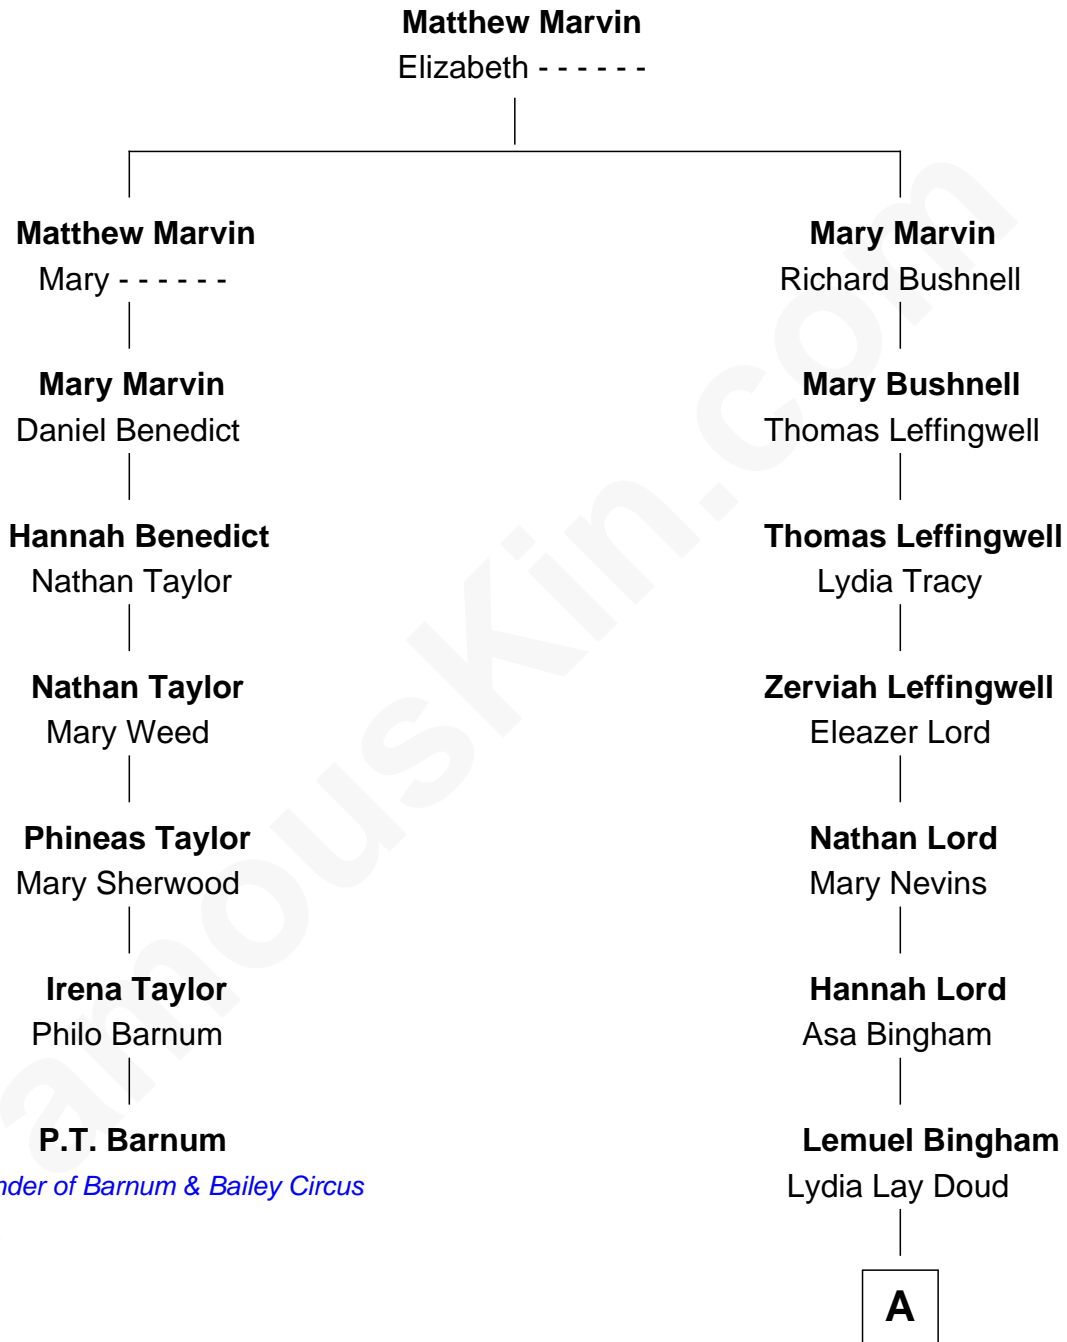 Matthew Marvin
Elizabeth - - - - - -
Matthew Marvin
Mary - - - - - -
Mary Marvin
Richard Bushnell
Mary Marvin
Daniel Benedict
Mary Bushnell
Thomas Leffingwell
Hannah Benedict
Nathan Taylor
Thomas Leffingwell
Lydia Tracy
Nathan Taylor
Mary Weed
Zerviah Leffingwell
Eleazer Lord
Phineas Taylor
Mary Sherwood
Nathan Lord
Mary Nevins
Irena Taylor
Philo Barnum
Hannah Lord
Asa Bingham
P.T. Barnum
nder of Barnum & Bailey Circus
Lemuel Bingham
Lydia Lay Doud
A
amousKin.com